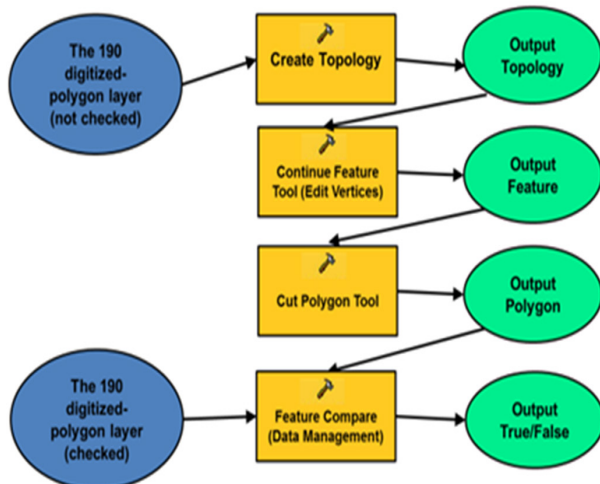 The 190
digitized-
polygon layer
(not checked)
Create Topology
Output
Topology
Continue Feature
Tool (Edit Vertices)
Output
Feature
Cut Polygon Tool
Output
Polygon
The 190
digitized-
polygon layer
(checked)
Feature Compare
(Data Management)
Output
True/False